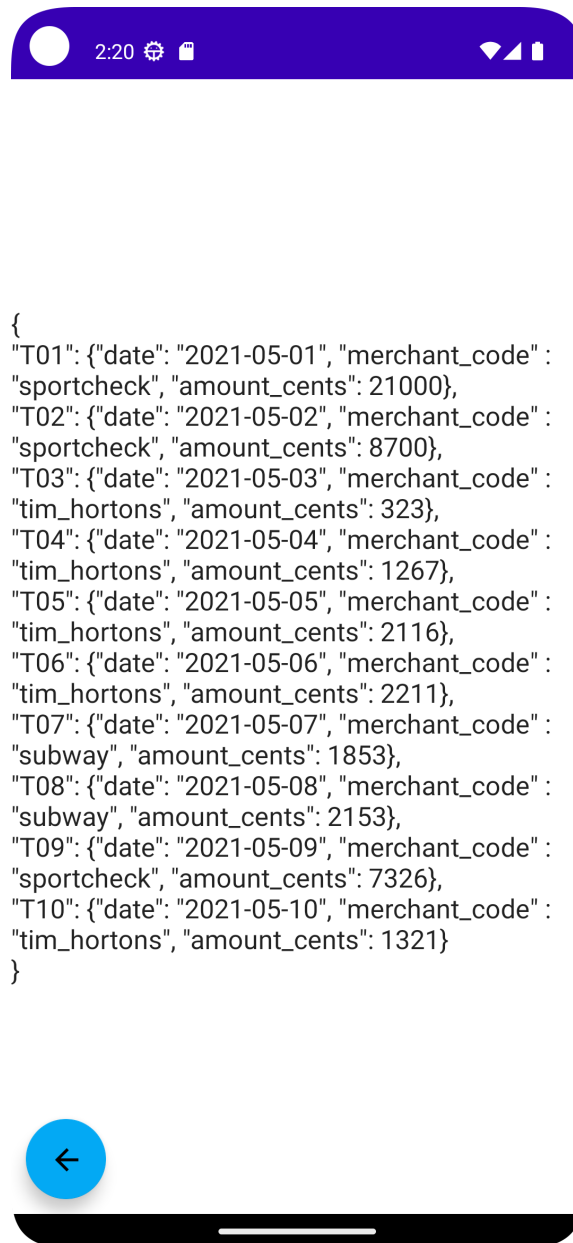 2:20
{
"T01": {"date": "2021-05-01", "merchant_code" :
"sportcheck", "amount_cents": 21000},
"T02": {"date": "2021-05-02", "merchant_code" :
"sportcheck", "amount_cents": 8700},
"T03": {"date": "2021-05-03", "merchant_code" :
"tim_hortons", "amount_cents": 323},
"T04": {"date": "2021-05-04", "merchant_code" :
"tim_hortons", "amount_cents": 1267},
"T05": {"date": "2021-05-05", "merchant_code" :
"tim_hortons", "amount_cents": 2116},
"T06": {"date": "2021-05-06", "merchant_code" :
"tim_hortons", "amount_cents": 2211},
"T07": {"date": "2021-05-07", "merchant_code" :
"subway", "amount_cents": 1853},
"T08": {"date": "2021-05-08", "merchant_code" :
"subway", "amount_cents": 2153},
"T09": {"date": "2021-05-09", "merchant_code" :
"sportcheck", "amount_cents": 7326},
"T10": {"date": "2021-05-10", "merchant_code" :
"tim_hortons", "amount_cents": 1321}
}